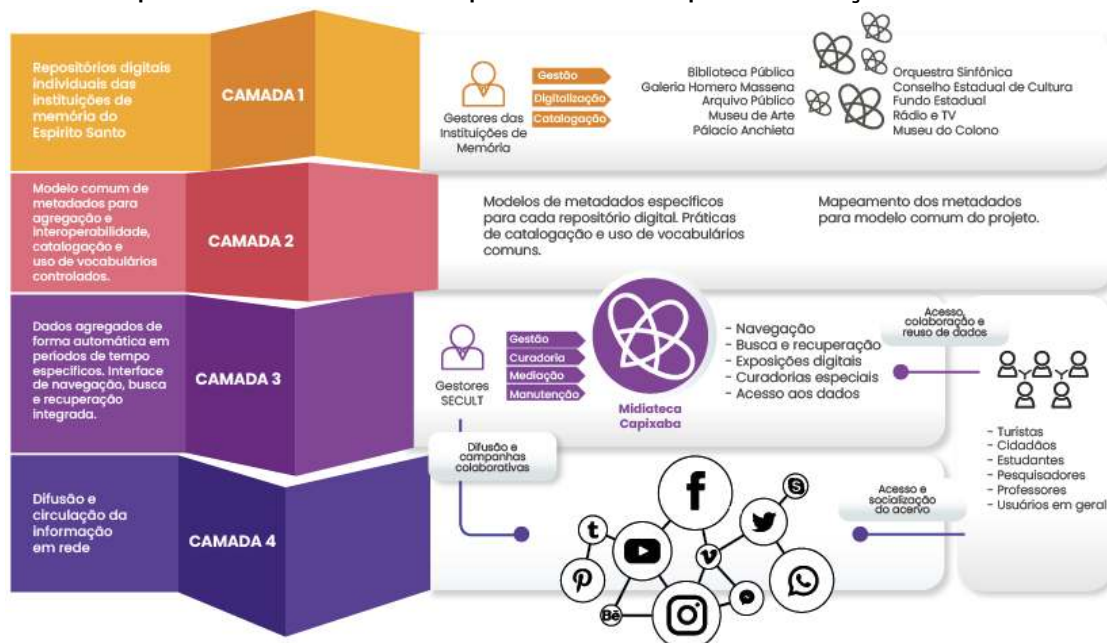 Repositórios digitais
individuais das
instituições de
memória do
Espírito Santo
CAMADA 1
Gestores das
Instituições de
Memória
Gestão
Digitalização
Catalogação
Biblioteca Pública
Galeria Homero Massena
Arquivo Público
Museu de Arte
Pálacio Anchieta
Orquestra Sinfônica
Conselho Estadual de Cultura
Fundo Estadual
Rádio e TV
Museu do Colono
Modelo comum de
metadados para
agregação e
interoperabilidade,
catalogação e
uso de vocabulários
controlados.
CAMADA 2
Modelos de metadados específicos
para cada repositório digital. Práticas
de catalogação e uso de vocabulários
comuns.
Mapeamento dos metadados
para modelo comum do projeto.
Dados agregados de
forma automática em
períodos de tempo
específicos. Interface
de navegação, busca
e recuperação
integrada.
CAMADA 3
Gestores
SECULT
Gestão
Curadoria
Mediação
Manutenção
Midiateca
Capixaba
- Navegação
- Busca e recuperação
- Exposições digitais
- Curadorias especiais
- Acesso aos dados
Acesso,
colaboração e
reuso de dados
- Turistas
- Cidadãos
- Estudantes
- Pesquisadores
- Professores
- Usuários em geral
Difusão e
circulação da
informação
em rede
CAMADA 4
Difusão e
campanhas
colaborativas
Acesso e
socialização
do acervo